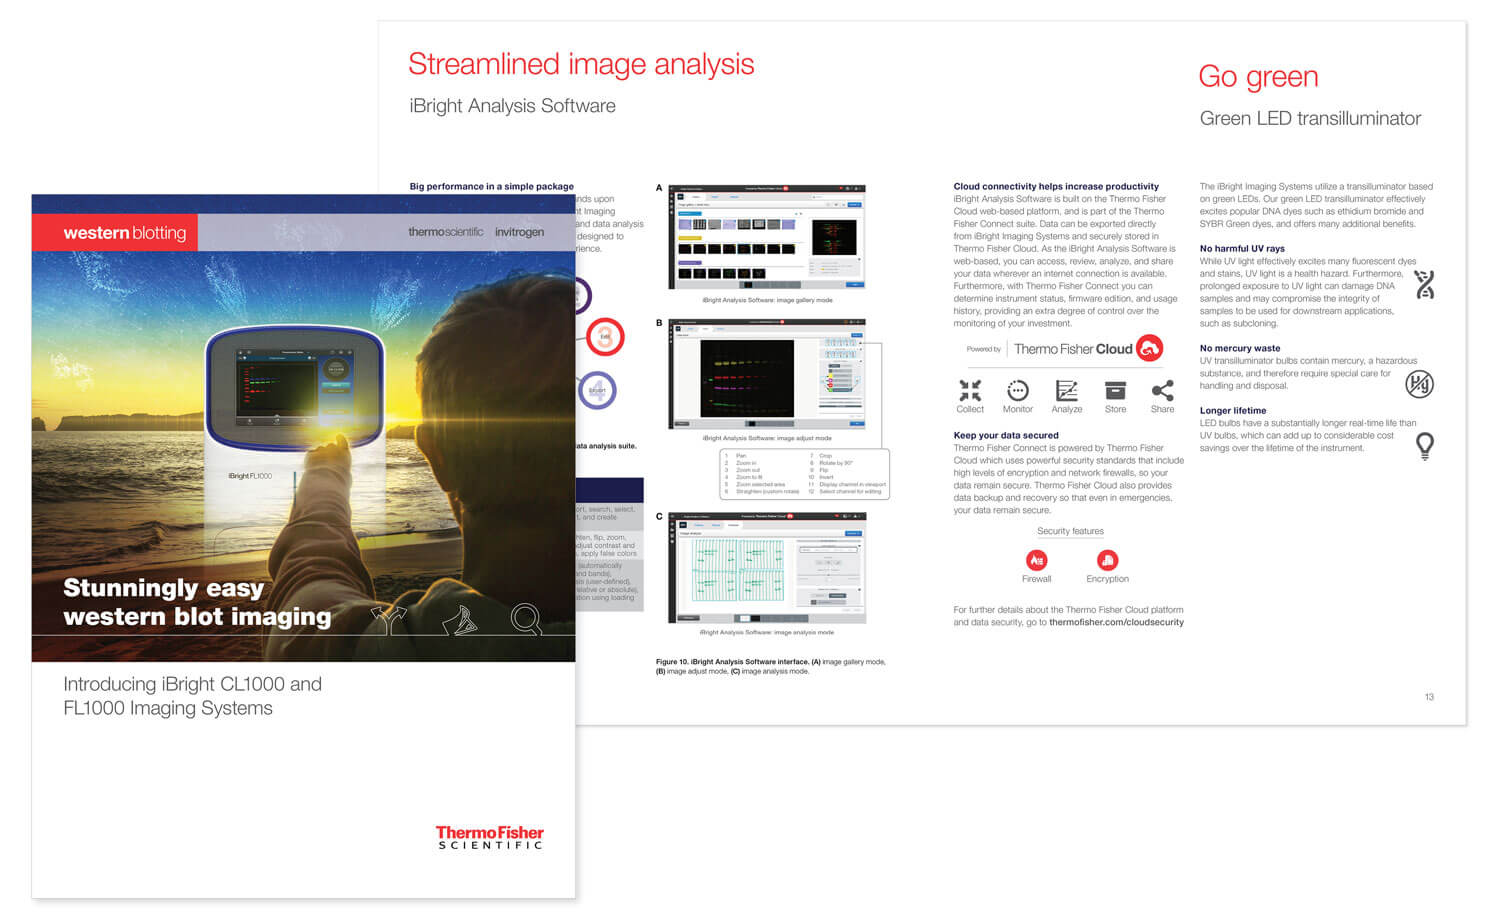 western blotting
thermoscientific invitrogen
iBright FL1000
Stunningly easy
western blot imaging
Introducing iBright CL1000 and
FL1000 Imaging Systems
ThermoFisher
SCIENTIFIC
Streamlined image analysis
iBright Analysis Software
Big performance in a simple package
nds upon
Imaging
and data analysis
designed to
rience.
3
Edit
4
data analysis suite.
ort, search, select,
t, and create
hten, flip, zoom,
djust contrast and
, apply false colors
(automatically
and bands),
sis (user-defined),
relative or absolute),
ation using loading
A
iBright Analysis Software: image gallery mode
B
iBright Analysis Software: image adjust mode
1 Pan
2 Zoom in
3 Zoom out
4 Zoom to fit
5 Zoom selected area
6 Straighten (custom rotate)
7 Crop
8 Rotate by 90°
9 Flip
10 Invert
11 Display channel in viewport
12 Select channel for editing
C
iBright Analysis Software: image analysis mode
Figure 10. iBright Analysis Software interface. (A) image gallery mode,
(B) image adjust mode, (C) image analysis mode.
Cloud connectivity helps increase productivity
iBright Analysis Software is built on the Thermo Fisher
Cloud web-based platform, and is part of the Thermo
Fisher Connect suite. Data can be exported directly
from iBright Imaging Systems and securely stored in
Thermo Fisher Cloud. As the iBright Analysis Software is
web-based, you can access, review, analyze, and share
your data wherever an internet connection is available.
Furthermore, with Thermo Fisher Connect you can
determine instrument status, firmware edition, and usage
history, providing an extra degree of control over the
monitoring of your investment.
Powered by Thermo Fisher Cloud
Collect Monitor Analyze Store Share
Keep your data secured
Thermo Fisher Connect is powered by Thermo Fisher
Cloud which uses powerful security standards that include
high levels of encryption and network firewalls, so your
data remain secure. Thermo Fisher Cloud also provides
data backup and recovery so that even in emergencies,
your data remain secure.
Security features
Firewall Encryption
For further details about the Thermo Fisher Cloud platform
and data security, go to thermofisher.com/cloudsecurity
Go green
Green LED transilluminator
The iBright Imaging Systems utilize a transilluminator based
on green LEDs. Our green LED transilluminator effectively
excites popular DNA dyes such as ethidium bromide and
SYBR Green dyes, and offers many additional benefits.
No harmful UV rays
While UV light effectively excites many fluorescent dyes
and stains, UV light is a health hazard. Furthermore,
prolonged exposure to UV light can damage DNA
samples and may compromise the integrity of
samples to be used for downstream applications,
such as subcloning.
No mercury waste
UV transilluminator bulbs contain mercury, a hazardous
substance, and therefore require special care for
handling and disposal.
Hg
Longer lifetime
LED bulbs have a substantially longer real-time life than
UV bulbs, which can add up to considerable cost
savings over the lifetime of the instrument.
13